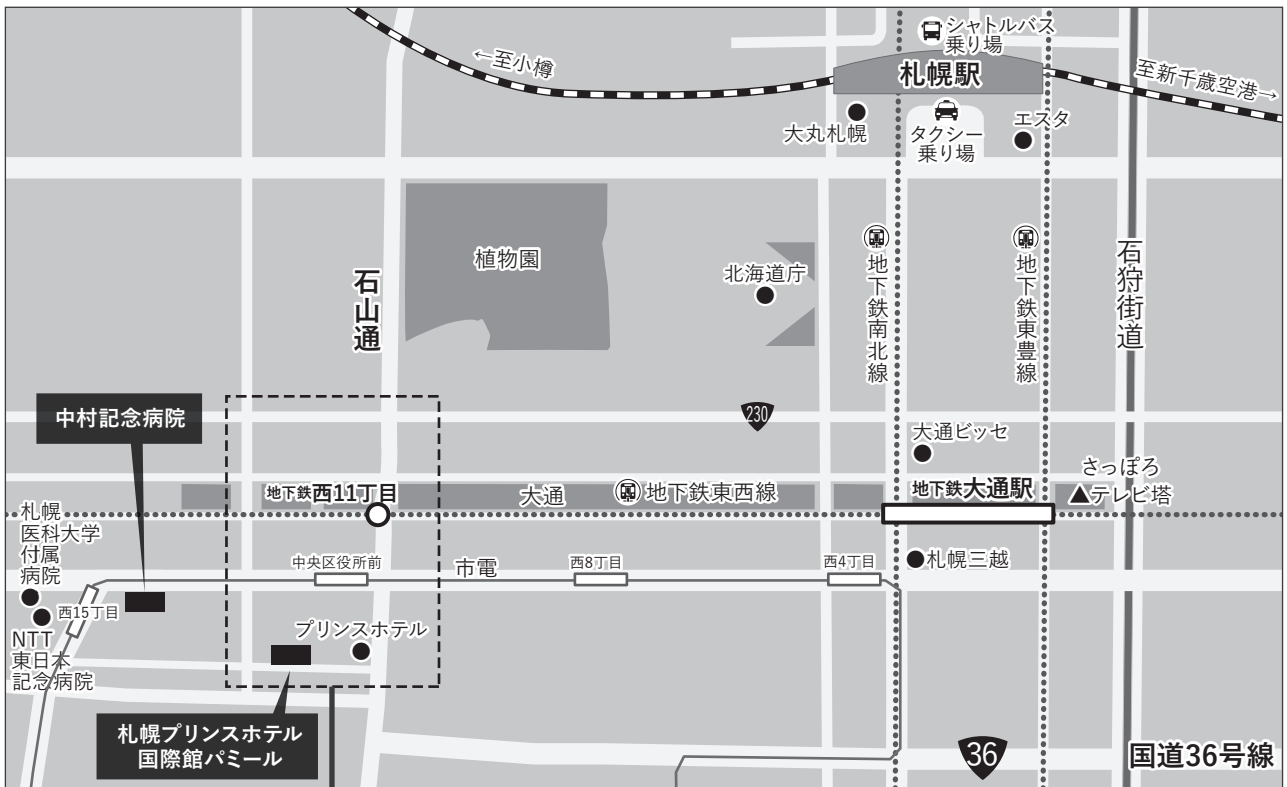 シャトルバス
乗り場
←至小樽
札幌駅
至新千歳空港→
大丸札幌
タクシー
乗り場
エスタ
植物園
北海道庁
石山通
地下鉄南北線
地下鉄東豊線
石狩街道
中村記念病院
230
大通ビッセ
さっぽろ
テレビ塔
地下鉄西11丁目
大通
地下鉄東西線
地下鉄大通駅
札幌
医科大学
付属
病院
中央区役所前
市電
西8丁目
西4丁目
札幌三越
西15丁目
プリンスホテル
NTT
東日本
記念病院
札幌プリンスホテル
国際館パミール
36
国道36号線